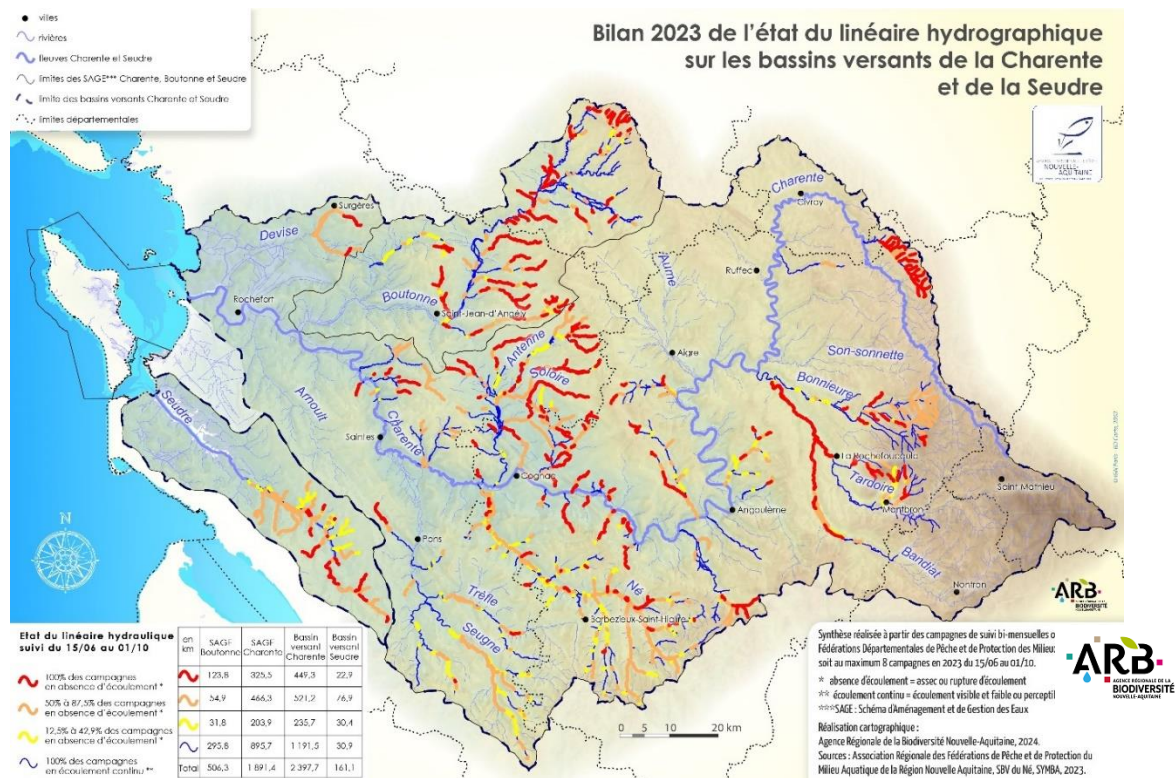 villes
rivières
fleuves Charente et Seudre
limites des SAGE*** Charente, Boutonne et Seudre
limite des bassins versants Charente et Seudre
limites départementales
Bilan 2023 de l'état du linéaire hydrographique
sur les bassins versants de la Charente
et de la Seudre
NOUVELLE-
AQUITAINE
Surgères
Devise
Charente
Civray
Ruffec
Aume
Rochefort
Boutonne
Saint-Jean-d'Angély
Antenne
Aigre
Son-sonnette
Soloire
Bonnieure
Seudre
Arnoult
Charente
Saintes
La Rochefoucauld
Tardoire
Saint Mathieu
Cognac
Montbron
Angoulême
Pons
Bandiat
N
Né
Nontron
Trèfle
Barbezieux-Saint-Hilaire
Seugne
ARB
BIODIVERSITÉ
Etat du linéaire hydraulique
suivi du 15/06 au 01/10
100% des campagnes
en absence d'écoulement *
50% à 87,5% des campagnes
en absence d'écoulement *
12,5% à 42,9% des campagnes
en absence d'écoulement *
100% des campagnes
en écoulement continu **
en km SAGE Boutonne SAGE Charente Bassin versant Charente Bassin versant Seudre
123,8 325,5 449,3 22,9
54,9 466,3 521,2 76,9
31,8 203,9 235,7 30,4
295,8 895,7 1 191,5 30,9
Total 506,3 1 891,4 2 397,7 161,1
0 5 10 20 km
Synthèse réalisée à partir des campagnes de suivi bi-mensuelles
Fédérations Départementales de Pêche et de Protection des Milieu
soit au maximum 8 campagnes en 2023 du 15/06 au 01/10.
* absence d'écoulement = assec ou rupture d'écoulement
** écoulement continu = écoulement visible et faible ou perceptil
***SAGE : Schéma d'Aménagement et de Gestion des Eaux
Réalisation cartographique :
Agence Régionale de la Biodiversité Nouvelle-Aquitaine, 2024.
Sources : Association Régionale des Fédérations de Pêche et de Protection du
Milieu Aquatique de la Région Nouvelle Aquitaine, SBV du Né, SYMBA, 2023.
ARB
AGENCE RÉGIONALE DE LA
BIODIVERSITÉ
NOUVELLE-AQUITAINE